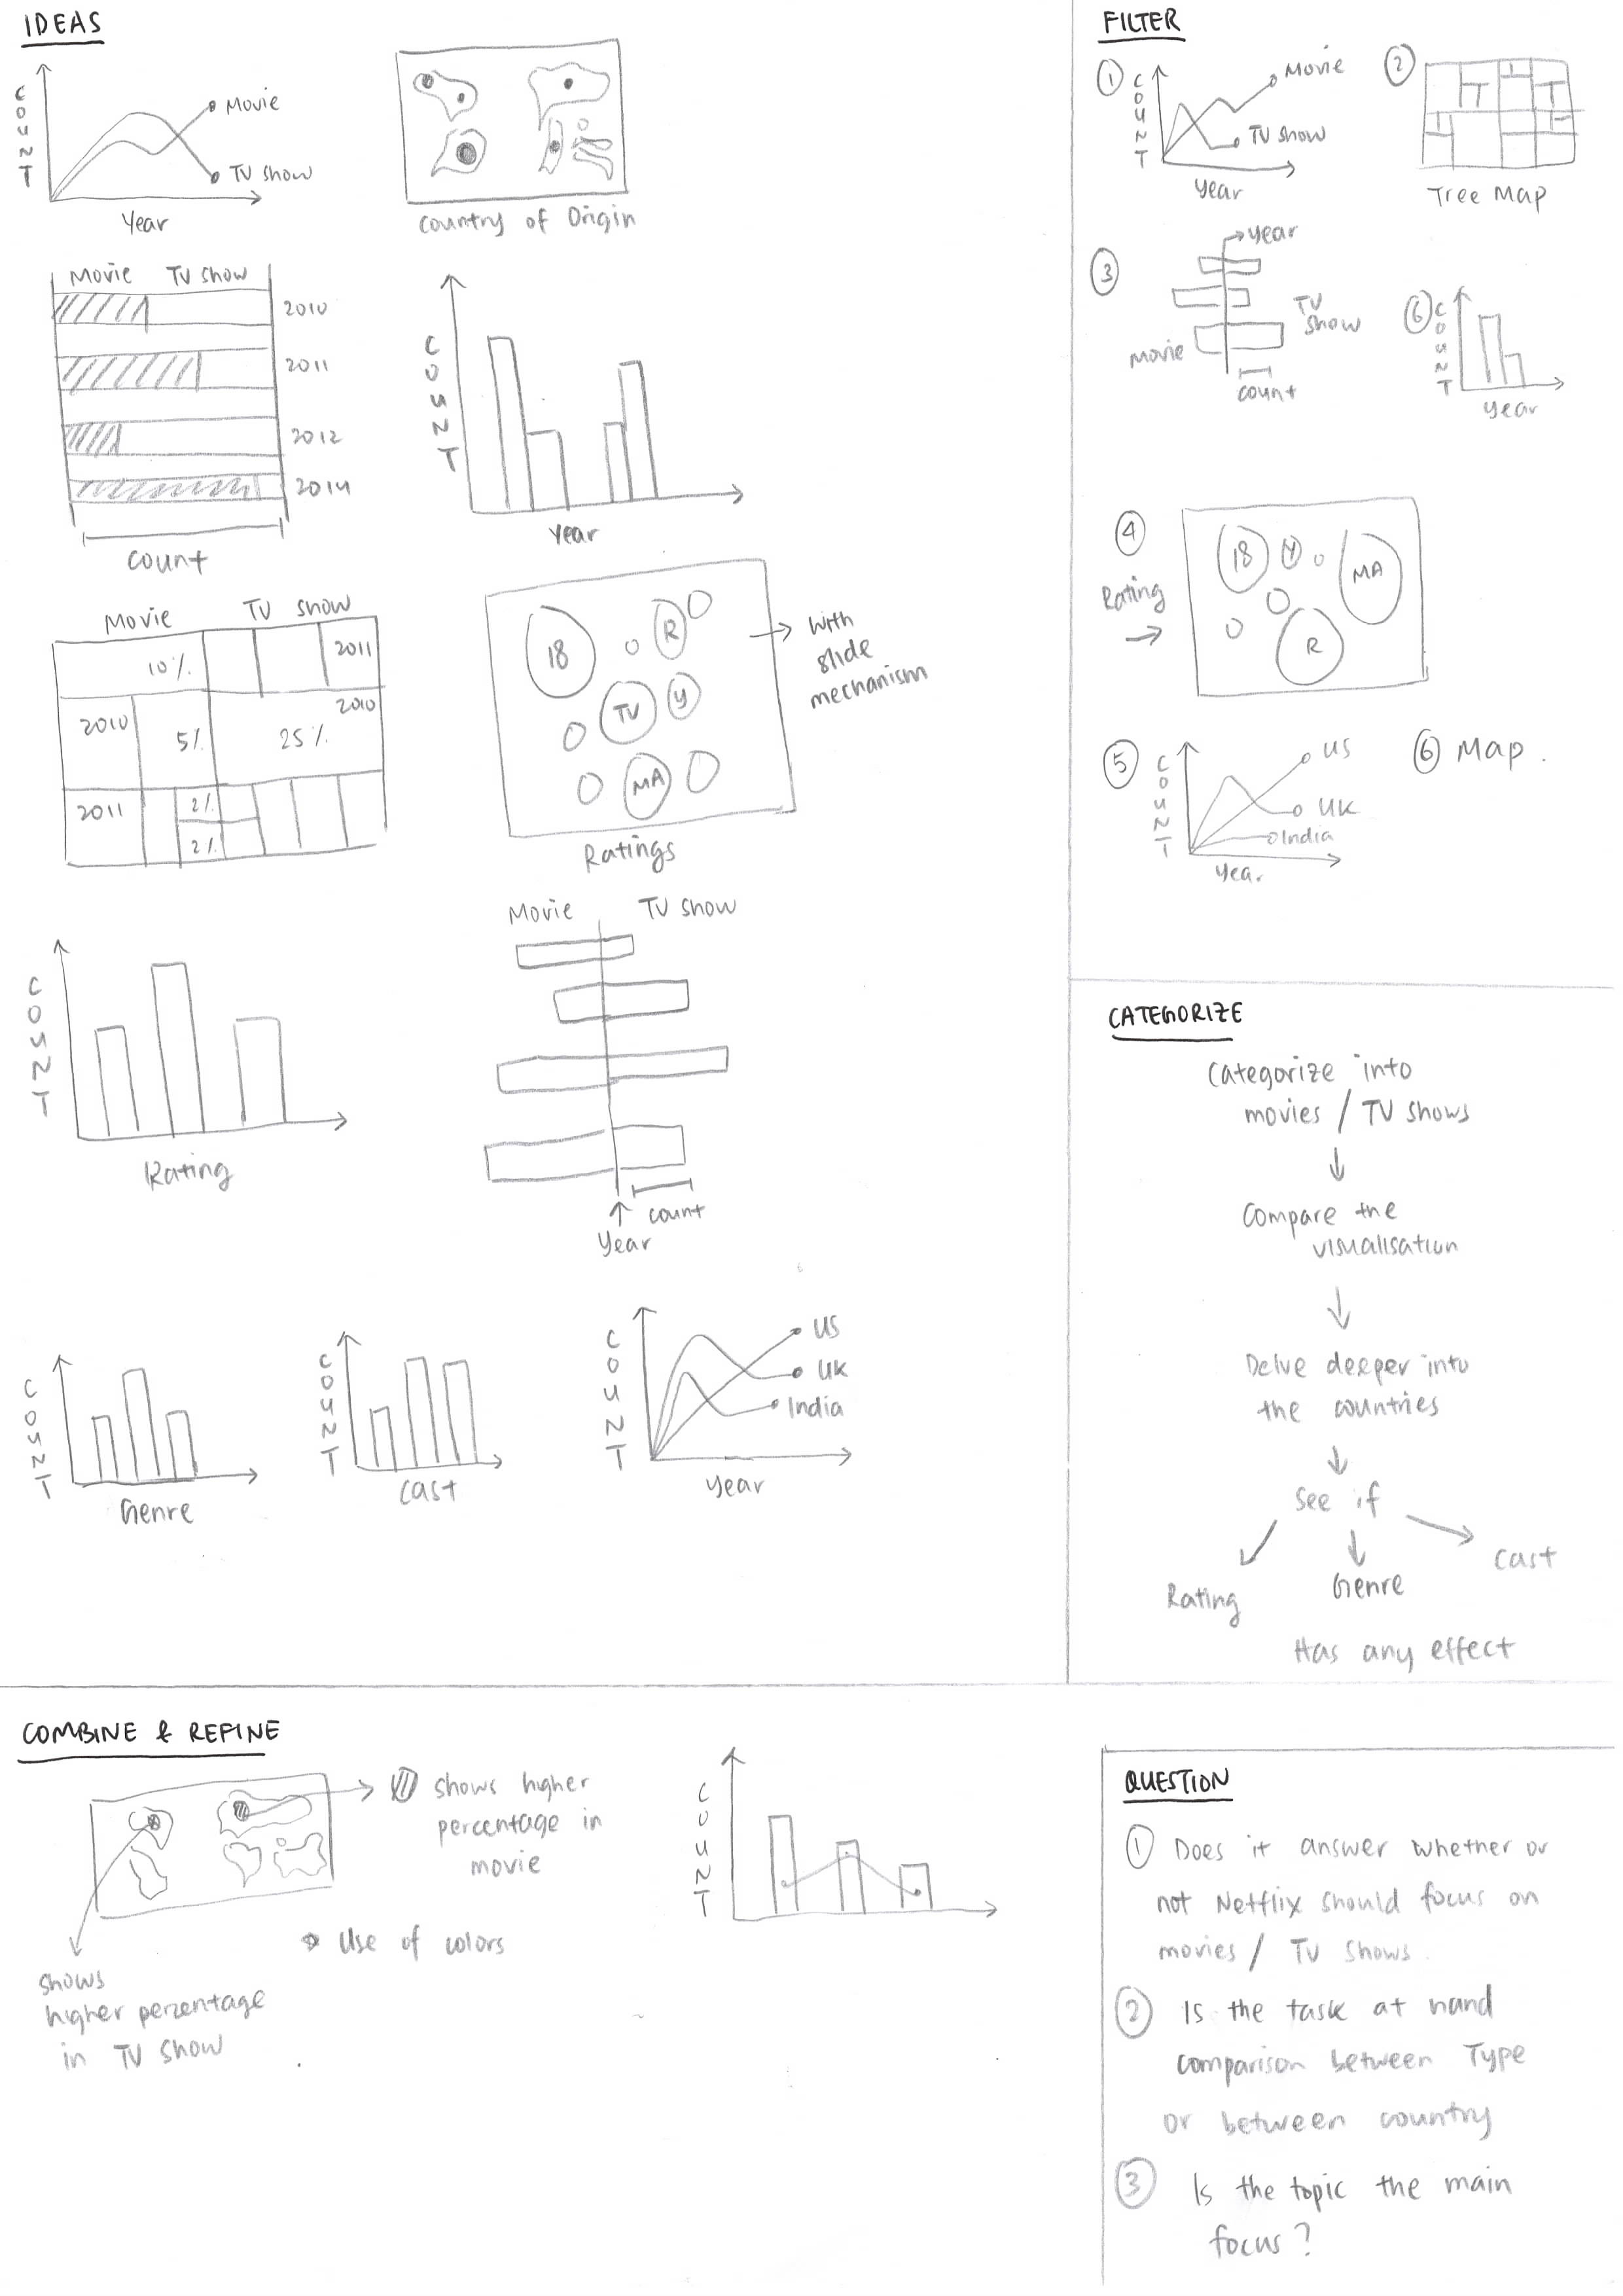 IDEAS
COUNT
Movie
TV show
Year
Country of Origin
Movie TV show
2010
2011
2012
2014
count
COUNT
Year
Movie TV show
10%
2011
2010
5%
2010
25%
2011
2%
2%
18
R
TV
y
MA
with
slide
mechanism
Ratings
COUNT
Rating
Movie TV show
count
Year
COUNT
Genre
COUNT
cast
COUNT
US
UK
India
year
FILTER
1
COUNT
Movie
TV show
year
2
Tree Map
3
year
TV
show
Movie
count
6
COUNT
year
4
Rating
18
Y
MA
R
5
COUNT
US
UK
India
year
6 Map.
CATEGORIZE
Categorize into
movies / TV shows
Compare the
visualisation
Delve deeper into
the countries
See if
Rating
Genre
cast
Has any effect
COMBINE & REFINE
shows higher
percentage in
movie
Use of colors
shows
higher percentage
in TV show
COUNT
QUESTION
1 Does it answer whether or
not Netflix should focus on
movies / TV shows.
2 Is the task at hand
comparison between Type
or between country
3 Is the topic the main
focus?